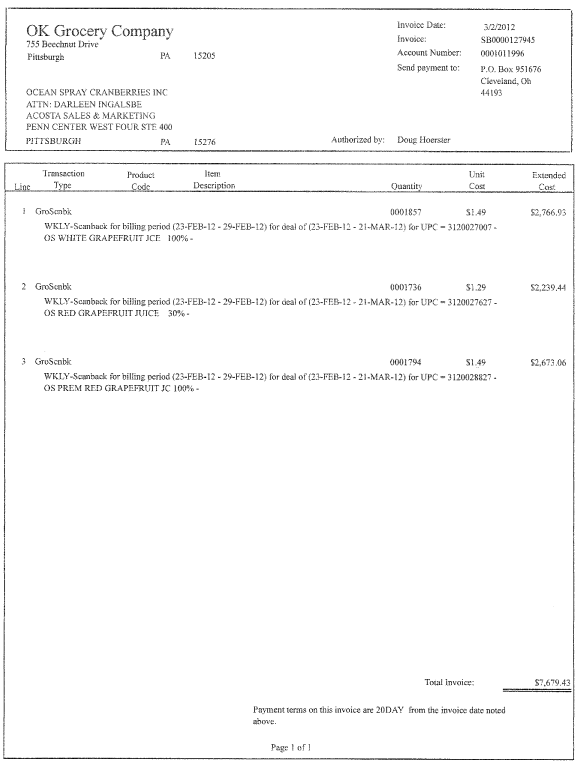 OK Grocery Company
755 Beechnut Drive
Pittsburgh PA 15205
Invoice Date: 3/2/2012
Invoice: SB0000127945
Account Number: 0001011996
Send payment to: P.O. Box 951676
Cleveland, Oh
44193
OCEAN SPRAY CRANBERRIES INC
ATTN: DARLEEN INGALSBE
ACOSTA SALES & MARKETING
PENN CENTER WEST FOUR STE 400
PITTSBURGH PA 15276
Authorized by: Doug Hoerster
Transaction Product Item Unit Extended
Line Type Code Description Quantity Cost Cost
1 GroScnbk 0001857 $1.49 $2,766.93
WKLY-Scanback for billing period (23-FEB-12 - 29-FEB-12) for deal of (23-FEB-12 - 21-MAR-12) for UPC = 3120027007 -
OS WHITE GRAPEFRUIT JCE 100% -
2 GroScnbk 0001736 $1.29 $2,239.44
WKLY-Scanback for billing period (23-FEB-12 - 29-FEB-12) for deal of (23-FEB-12 - 21-MAR-12) for UPC = 3120027627 -
OS RED GRAPEFRUIT JUICE 30% -
3 GroScnbk 0001794 $1.49 $2,673.06
WKLY-Scanback for billing period (23-FEB-12 - 29-FEB-12) for deal of (23-FEB-12 - 21-MAR-12) for UPC = 3120028827 -
OS PREM RED GRAPEFRUIT JC 100% -
Total Invoice: $7,679.43
Payment terms on this invoice are 20DAY from the invoice date noted
above.
Page 1 of 1